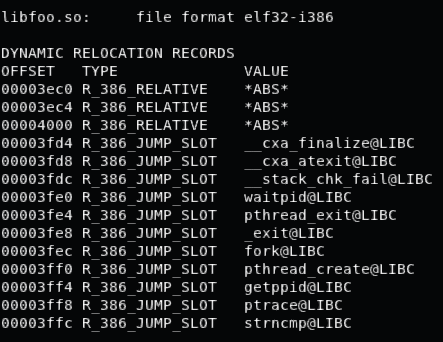 libfoo.so:     file format elf32-i386

DYNAMIC RELOCATION RECORDS
OFFSET   TYPE              VALUE
00003ec0 R_386_RELATIVE    *ABS*
00003ec4 R_386_RELATIVE    *ABS*
00004000 R_386_RELATIVE    *ABS*
00003fd4 R_386_JUMP_SLOT   __cxa_finalize@LIBC
00003fd8 R_386_JUMP_SLOT   __cxa_atexit@LIBC
00003fdc R_386_JUMP_SLOT   __stack_chk_fail@LIBC
00003fe0 R_386_JUMP_SLOT   waitpid@LIBC
00003fe4 R_386_JUMP_SLOT   pthread_exit@LIBC
00003fe8 R_386_JUMP_SLOT   _exit@LIBC
00003fec R_386_JUMP_SLOT   fork@LIBC
00003ff0 R_386_JUMP_SLOT   pthread_create@LIBC
00003ff4 R_386_JUMP_SLOT   getppid@LIBC
00003ff8 R_386_JUMP_SLOT   ptrace@LIBC
00003ffc R_386_JUMP_SLOT   strncmp@LIBC